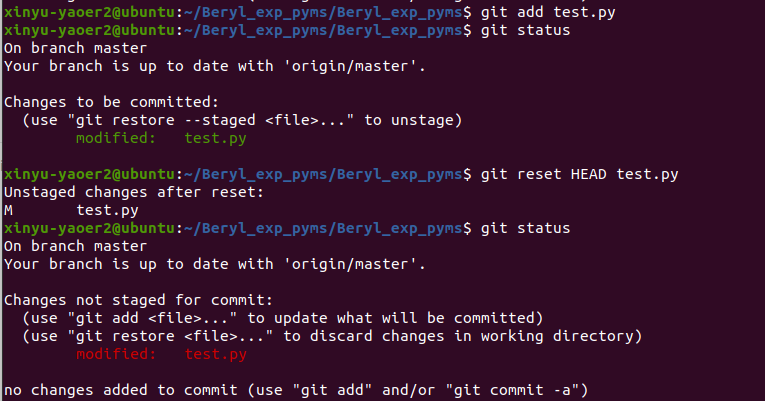 xinyu-yaoer2@ubuntu:~/Beryl_exp_pyms/Beryl_exp_pyms$ git add test.py
xinyu-yaoer2@ubuntu:~/Beryl_exp_pyms/Beryl_exp_pyms$ git status
On branch master
Your branch is up to date with 'origin/master'.

Changes to be committed:
  (use "git restore --staged <file>..." to unstage)
        modified:   test.py

xinyu-yaoer2@ubuntu:~/Beryl_exp_pyms/Beryl_exp_pyms$ git reset HEAD test.py
Unstaged changes after reset:
M       test.py
xinyu-yaoer2@ubuntu:~/Beryl_exp_pyms/Beryl_exp_pyms$ git status
On branch master
Your branch is up to date with 'origin/master'.

Changes not staged for commit:
  (use "git add <file>..." to update what will be committed)
  (use "git restore <file>..." to discard changes in working directory)
        modified:   test.py

no changes added to commit (use "git add" and/or "git commit -a")